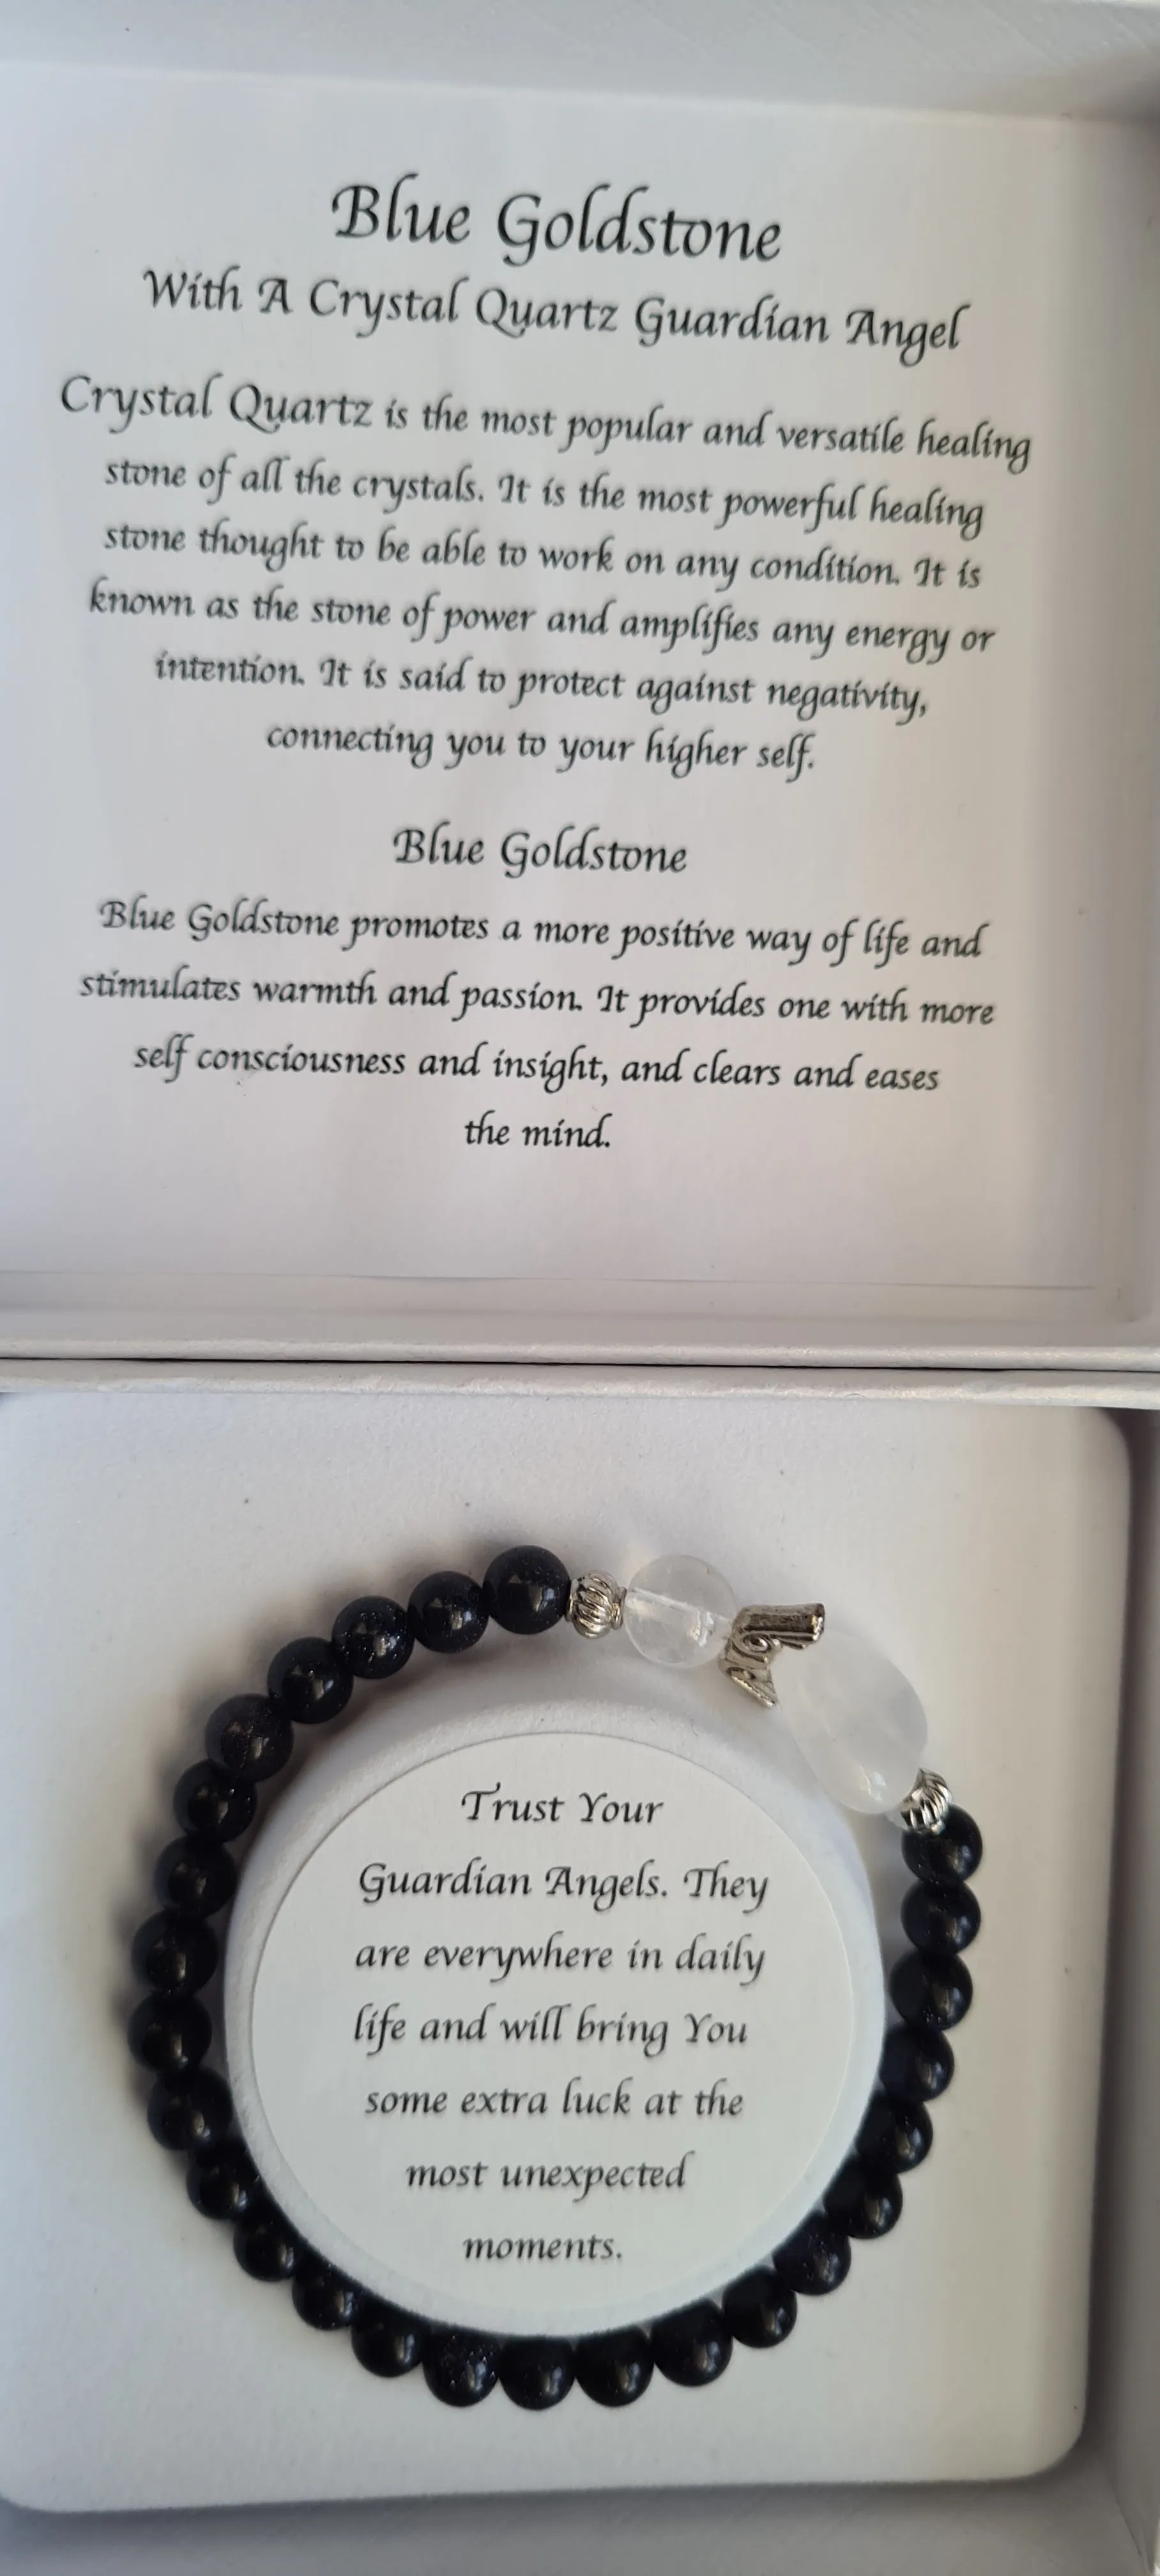 Blue Goldstone
With A Crystal Quartz Guardian Angel
Crystal Quartz is the most popular and versatile healing
stone of all the crystals. It is the most powerful healing
stone thought to be able to work on any condition. It is
known as the stone of power and amplifies any energy or
intention. It is said to protect against negativity,
connecting you to your higher self.
Blue Goldstone
Blue Goldstone promotes a more positive way of life and
stimulates warmth and passion. It provides one with more
self consciousness and insight, and clears and eases
the mind.
Trust Your
Guardian Angels. They
are everywhere in daily
life and will bring You
some extra luck at the
most unexpected
moments.